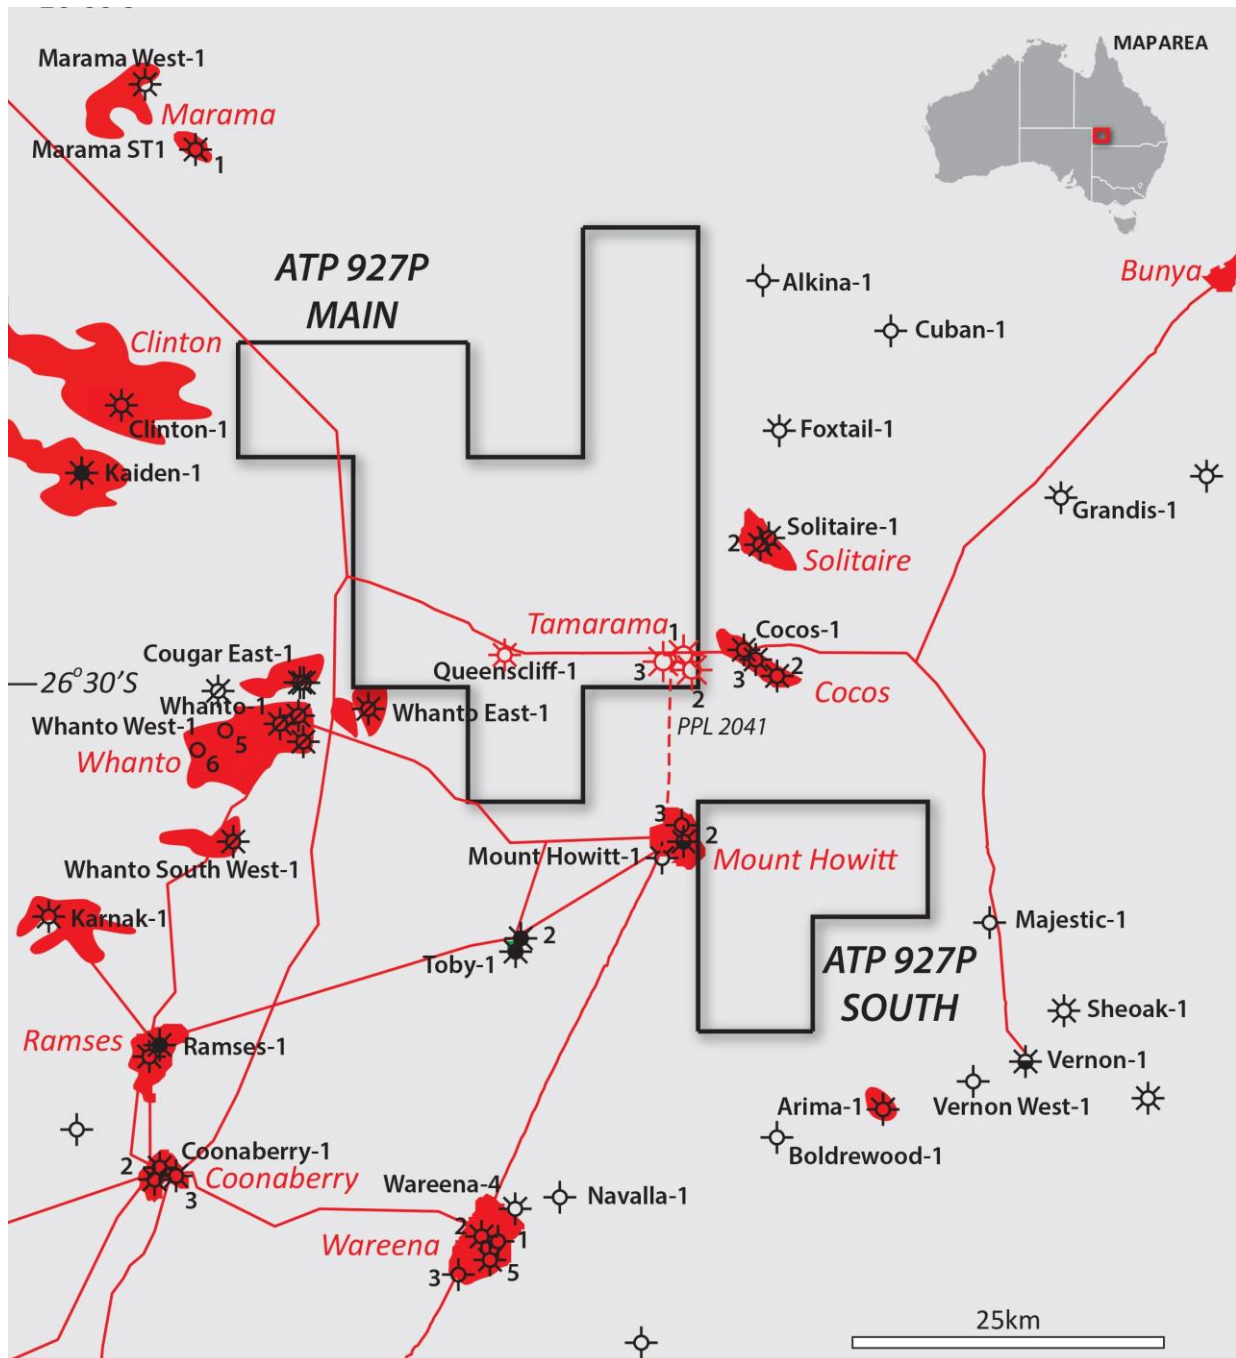 Marama West-1
MAPAREA
Marama
Marama ST1
1
ATP 927P
MAIN
Alkina-1
Bunya
Cuban-1
Clinton
Clinton-1
Foxtail-1
Kaiden-1
Grandis-1
Solitaire-1
2
Solitaire
Tamarama
1
Cocos-1
Cougar East-1
Queenscliff-1
3
2
3
2
Cocos
26°30'S
Whanto-1
Whanto East-1
Whanto West-1
5
PPL 2041
Whanto
6
3
2
Mount Howitt-1
Mount Howitt
Whanto South West-1
Karnak-1
2
Majestic-1
Toby-1
ATP 927P
SOUTH
Sheoak-1
Ramses
Ramses-1
Vernon-1
Arima-1
Vernon West-1
Boldrewood-1
Coonaberry-1
2
Coonaberry
3
Wareena-4
Navalla-1
2
1
Wareena
3
5
25km